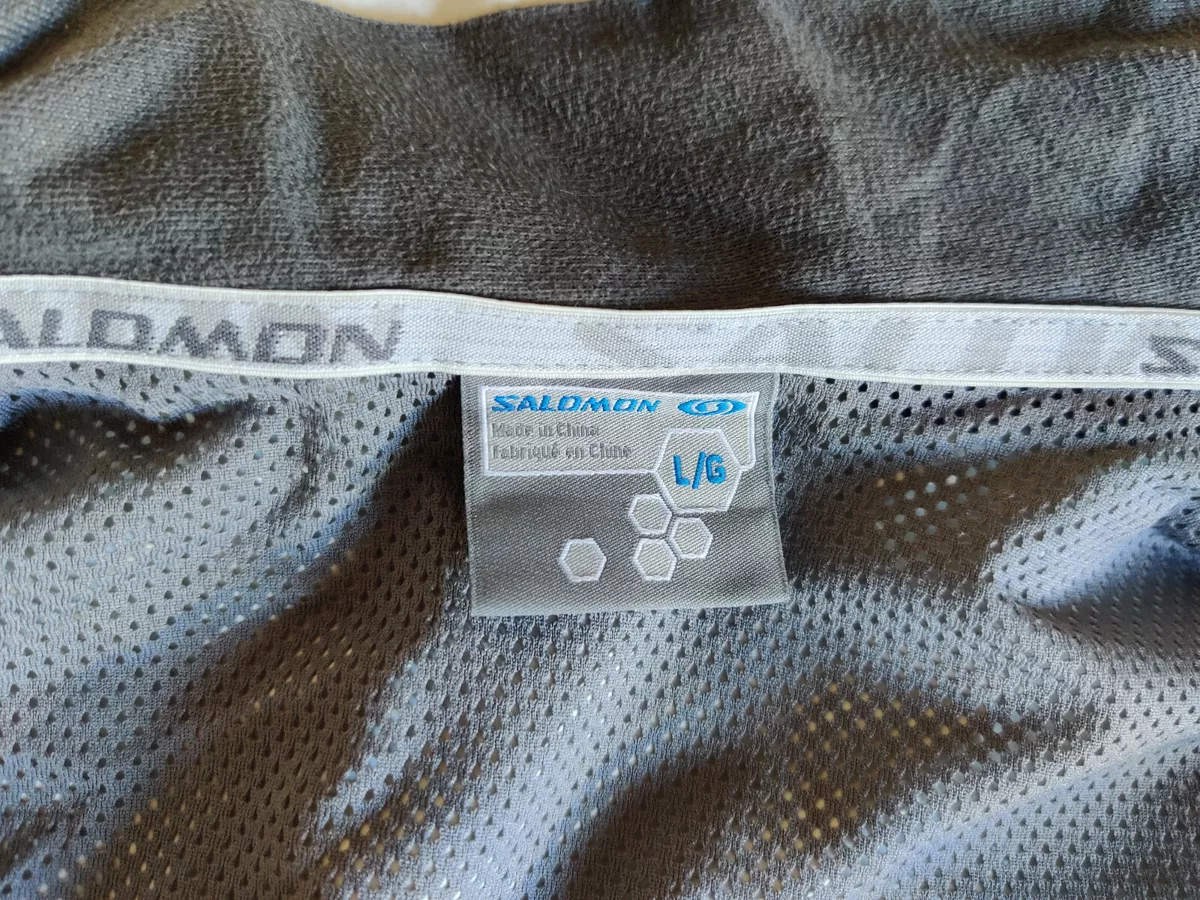 SALOMON
SALOMON
Made in China
Fabriqué en Chine
L/G